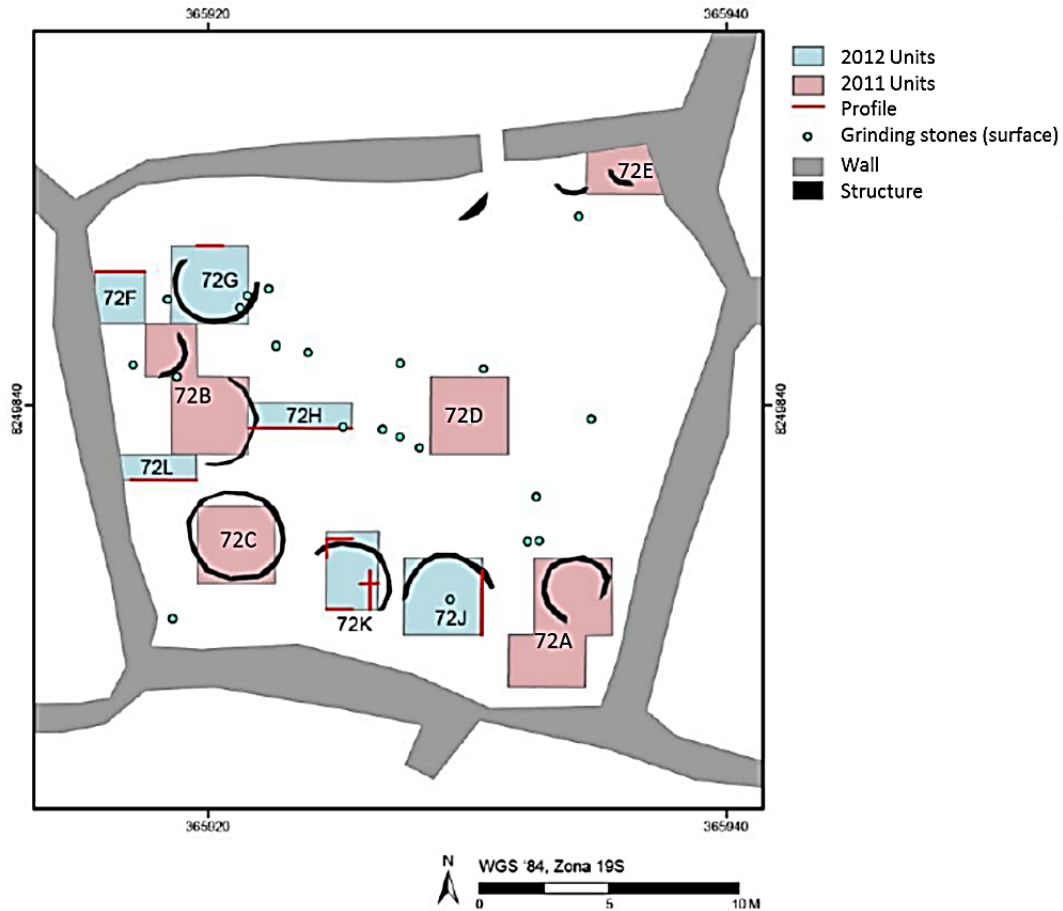 365920
365940
2012 Units
2011 Units
Profile
Grinding stones (surface)
Wall
Structure
72E
72G
72F
72B
72H
72D
8249840
8249840
72L
72C
72K
72J
72A
365920
365940
N
WGS '84, Zona 19S
0
5
10 M